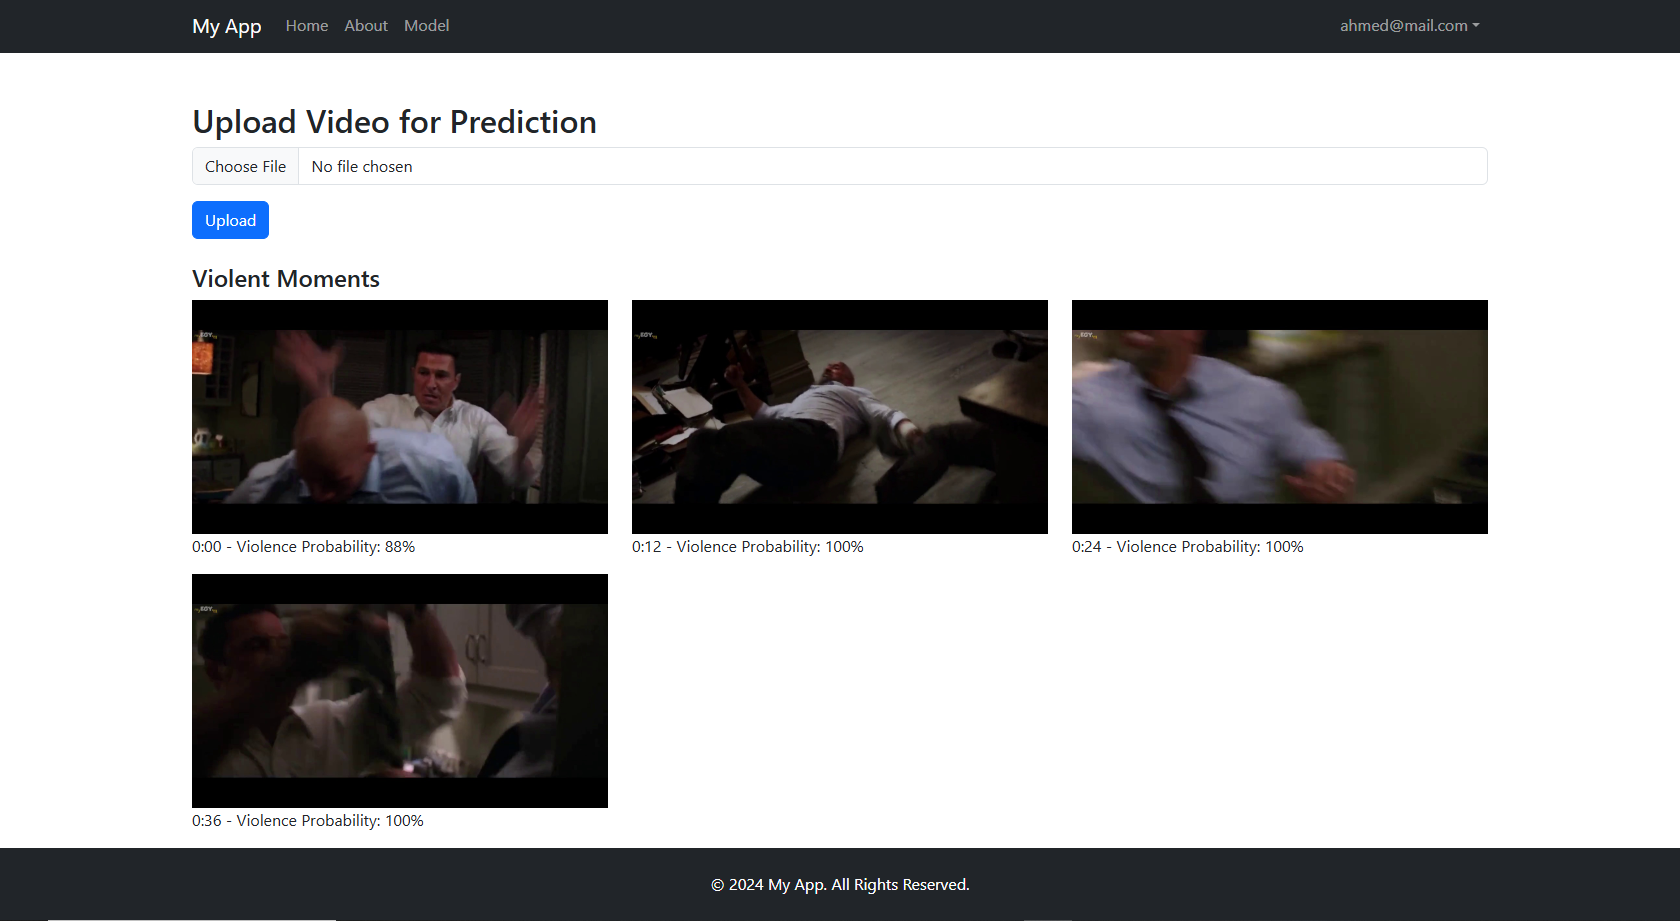 My App Home About Model ahmed@mail.com
Upload Video for Prediction
Choose File No file chosen
Upload
Violent Moments
0:00 - Violence Probability: 88%
0:12 - Violence Probability: 100%
0:24 - Violence Probability: 100%
0:36 - Violence Probability: 100%
© 2024 My App. All Rights Reserved.